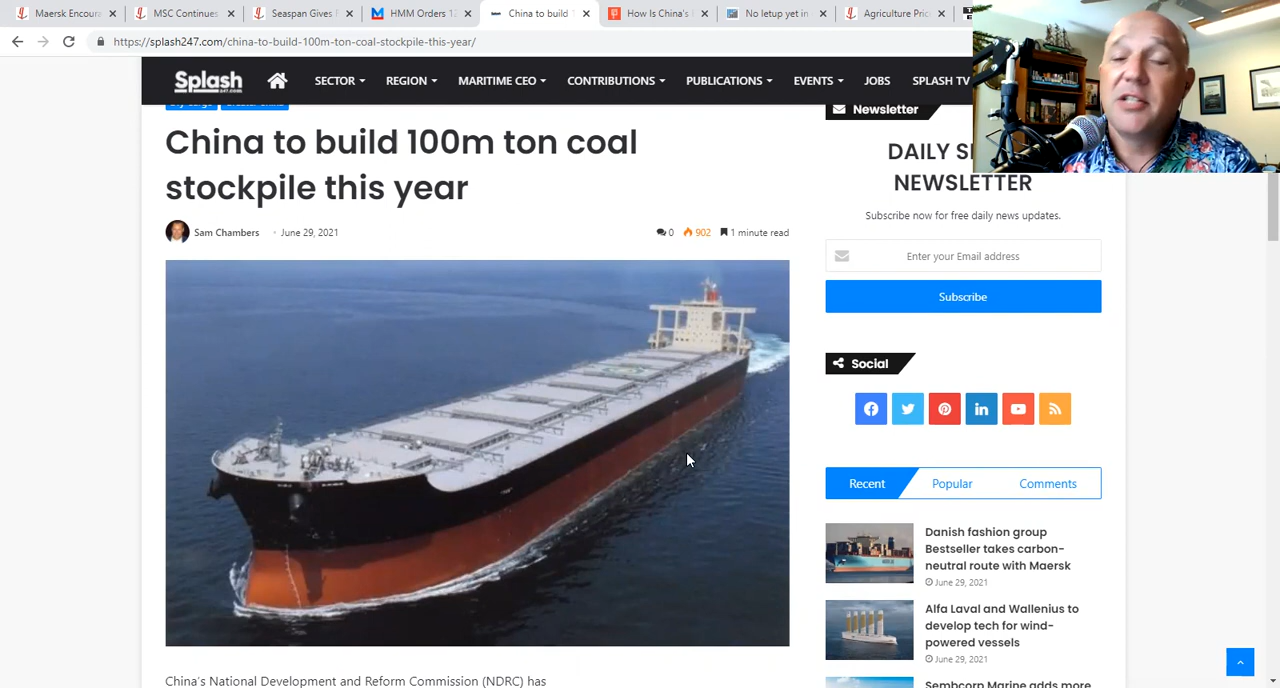 Maersk Encoura
MSC Continues
Seaspan Gives
HMM Orders 1
China to build
How Is China's
No letup yet in
Agriculture Pric
https://splash247.com/china-to-build-100m-ton-coal-stockpile-this-year/
Splash
SECTOR
REGION
MARITIME CEO
CONTRIBUTIONS
PUBLICATIONS
EVENTS
JOBS
SPLASH TV
China to build 100m ton coal
stockpile this year
Sam Chambers
June 29, 2021
0
902
1 minute read
China's National Development and Reform Commission (NDRC) has
Newsletter
DAILY
NEWSLETTER
Subscribe now for free daily news updates.
Enter your Email address
Subscribe
Social
Recent
Popular
Comments
Danish fashion group
Bestseller takes carbon-
neutral route with Maersk
June 29, 2021
Alfa Laval and Wallenius to
develop tech for wind-
powered vessels
June 29, 2021
Sembcorp Marine adds more